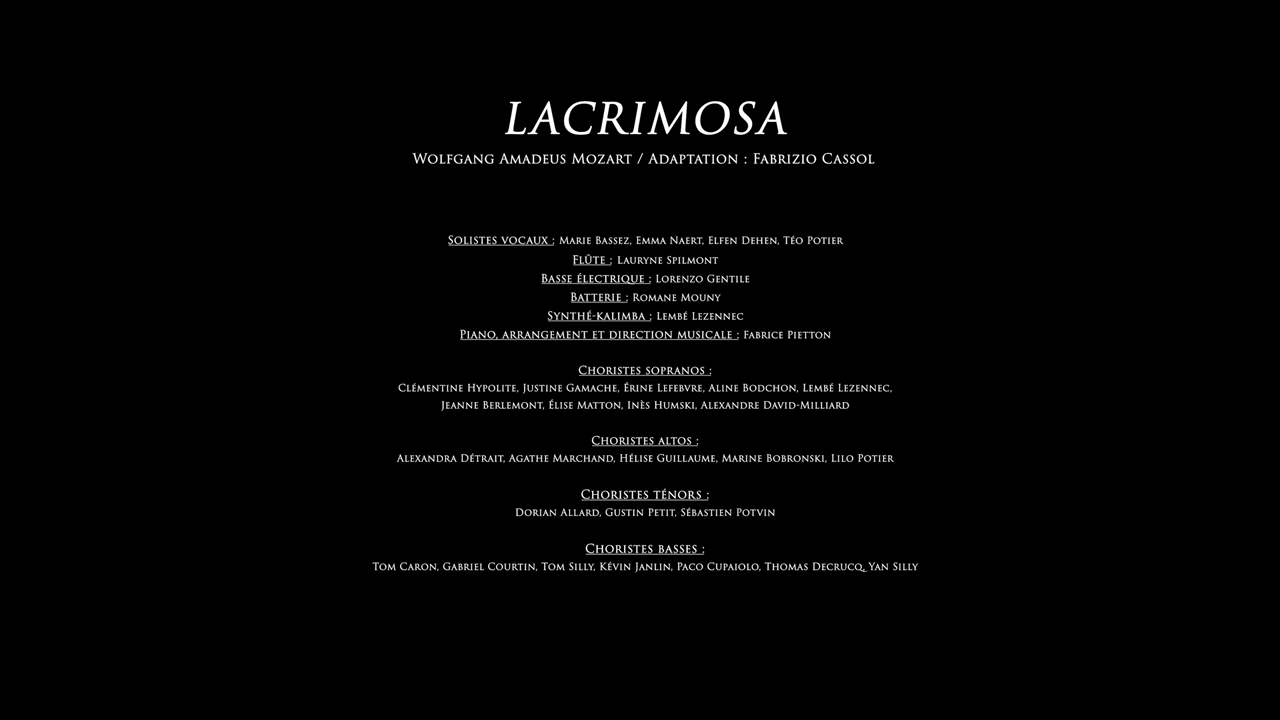 LACRIMOSA
Wolfgang Amadeus Mozart / Adaptation : Fabrizio Cassol
Solistes vocaux : Marie Bassez, Emma Naert, Elfen Dehen, Téo Potier
Flûte : Lauryne Spilmont
Basse électrique : Lorenzo Gentile
Batterie : Romane Mouny
Synthé-kalimba : Lembé Lezennec
Piano, arrangement et direction musicale : Fabrice Pietton
Choristes sopranos :
Clémentine Hypolite, Justine Gamache, Érine Lefebvre, Aline Bodchon, Lembé Lezennec,
Jeanne Berlemont, Élise Matton, Inès Humski, Alexandre David-Milliard
Choristes altos :
Alexandra Détrait, Agathe Marchand, Hélise Guillaume, Marine Bobronski, Lilo Potier
Choristes ténors :
Dorian Allard, Gustin Petit, Sébastien Potvin
Choristes basses :
Tom Caron, Gabriel Courtin, Tom Silly, Kévin Janlin, Paco Cupaiolo, Thomas Decrucq, Yan Silly